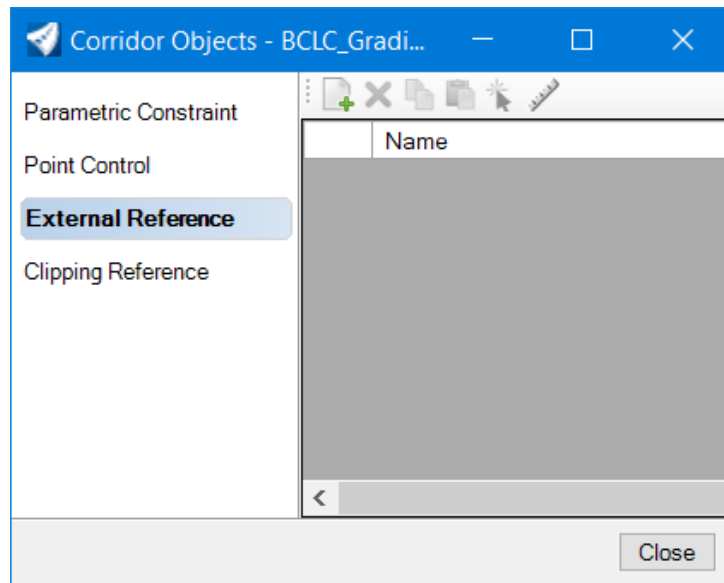 Corridor Objects - BCLC_Gradi...
Parametric Constraint
Point Control
External Reference
Clipping Reference
Name
Close